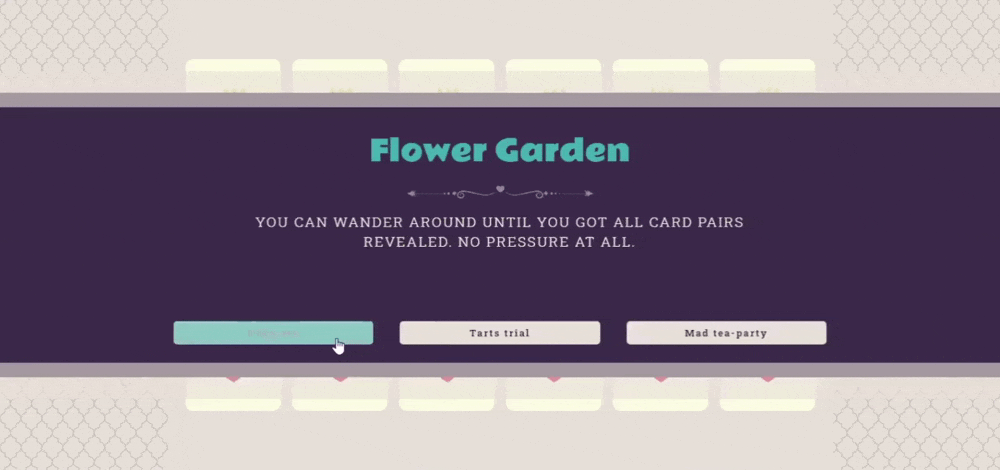 Flower Garden
YOU CAN WANDER AROUND UNTIL YOU GOT ALL CARD PAIRS
REVEALED. NO PRESSURE AT ALL.
Tarts trial
Mad tea-party